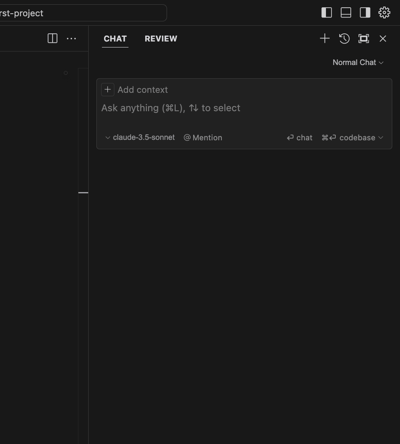 rst-project
CHAT REVIEW
Normal Chat
Add context
Ask anything (⌘L), ↑↓ to select
claude-3.5-sonnet @ Mention ⏎ chat ⌘⏎ codebase